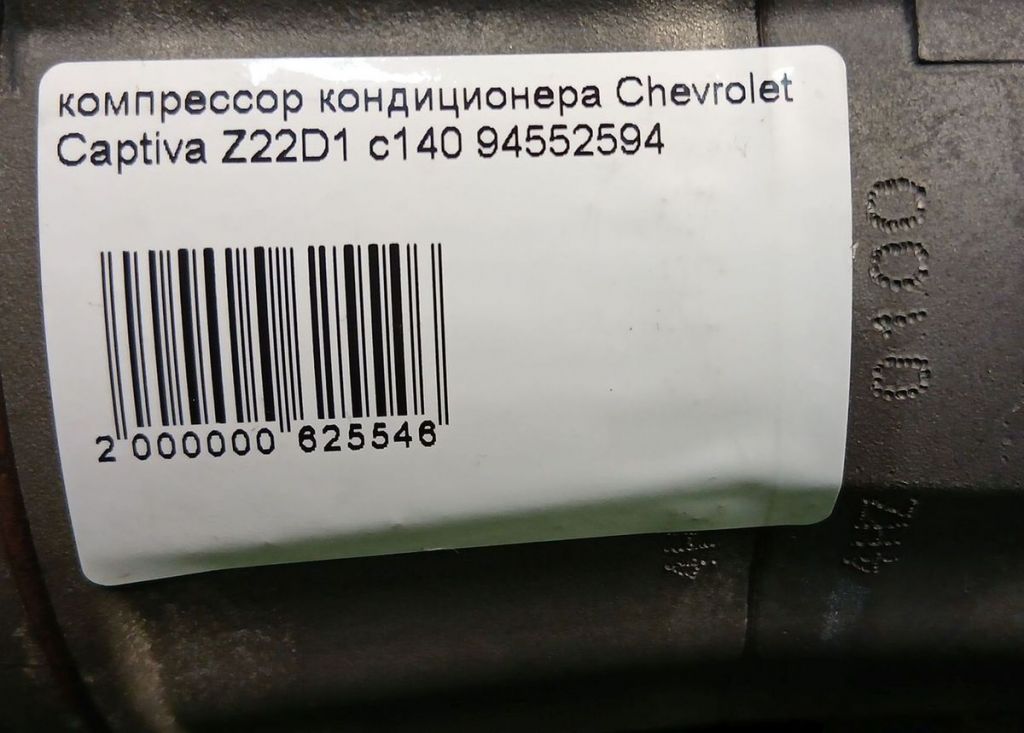 компрессор кондиционера Chevrolet
Captiva Z22D1 c140 94552594
2 000000 625546